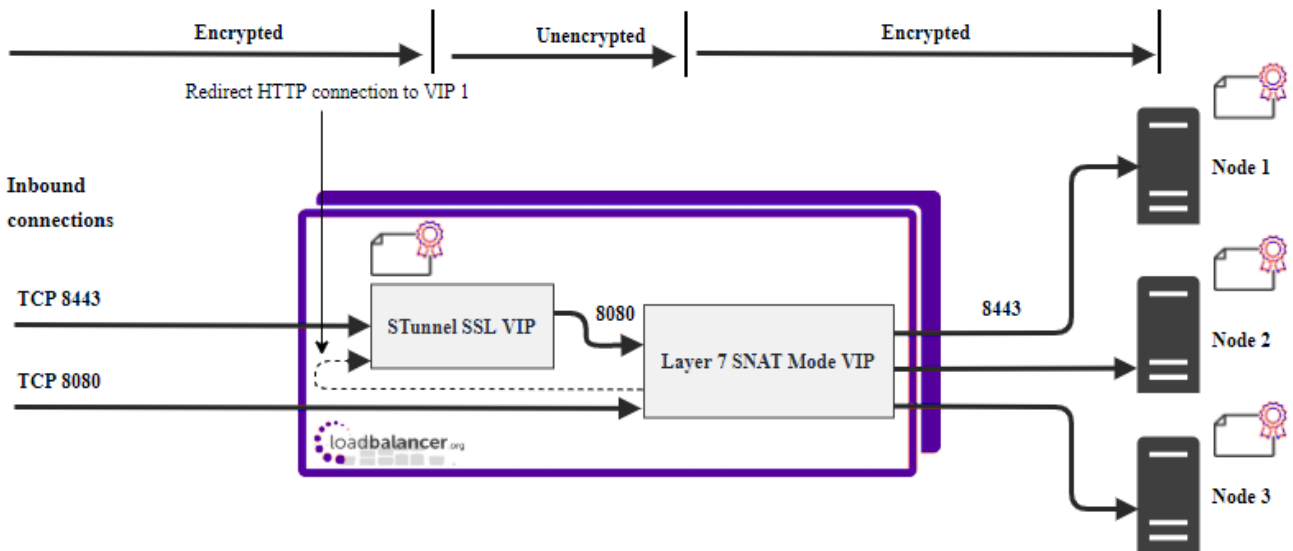 Encrypted
Unencrypted
Encrypted
Redirect HTTP connection to VIP 1
Inbound
connections
TCP 8443
TCP 8080
STunnel SSL VIP
8080
Layer 7 SNAT Mode VIP
8443
Node 1
Node 2
Node 3
loadbalancer.org